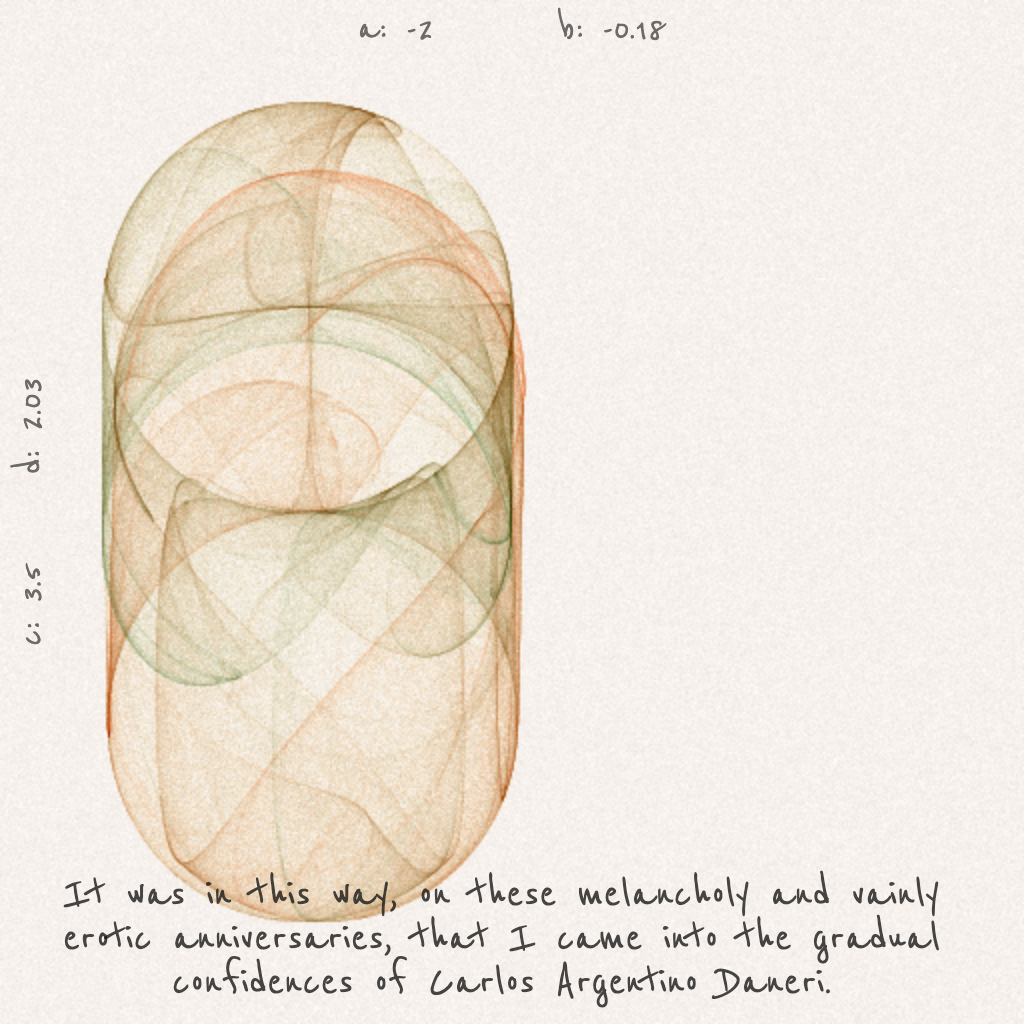 a: -2 b: -0.18
d: 2.03
c: 3.5
It was in this way, on these melancholy and vainly
erotic anniversaries, that I came into the gradual
confidences of Carlos Argentino Daneri.